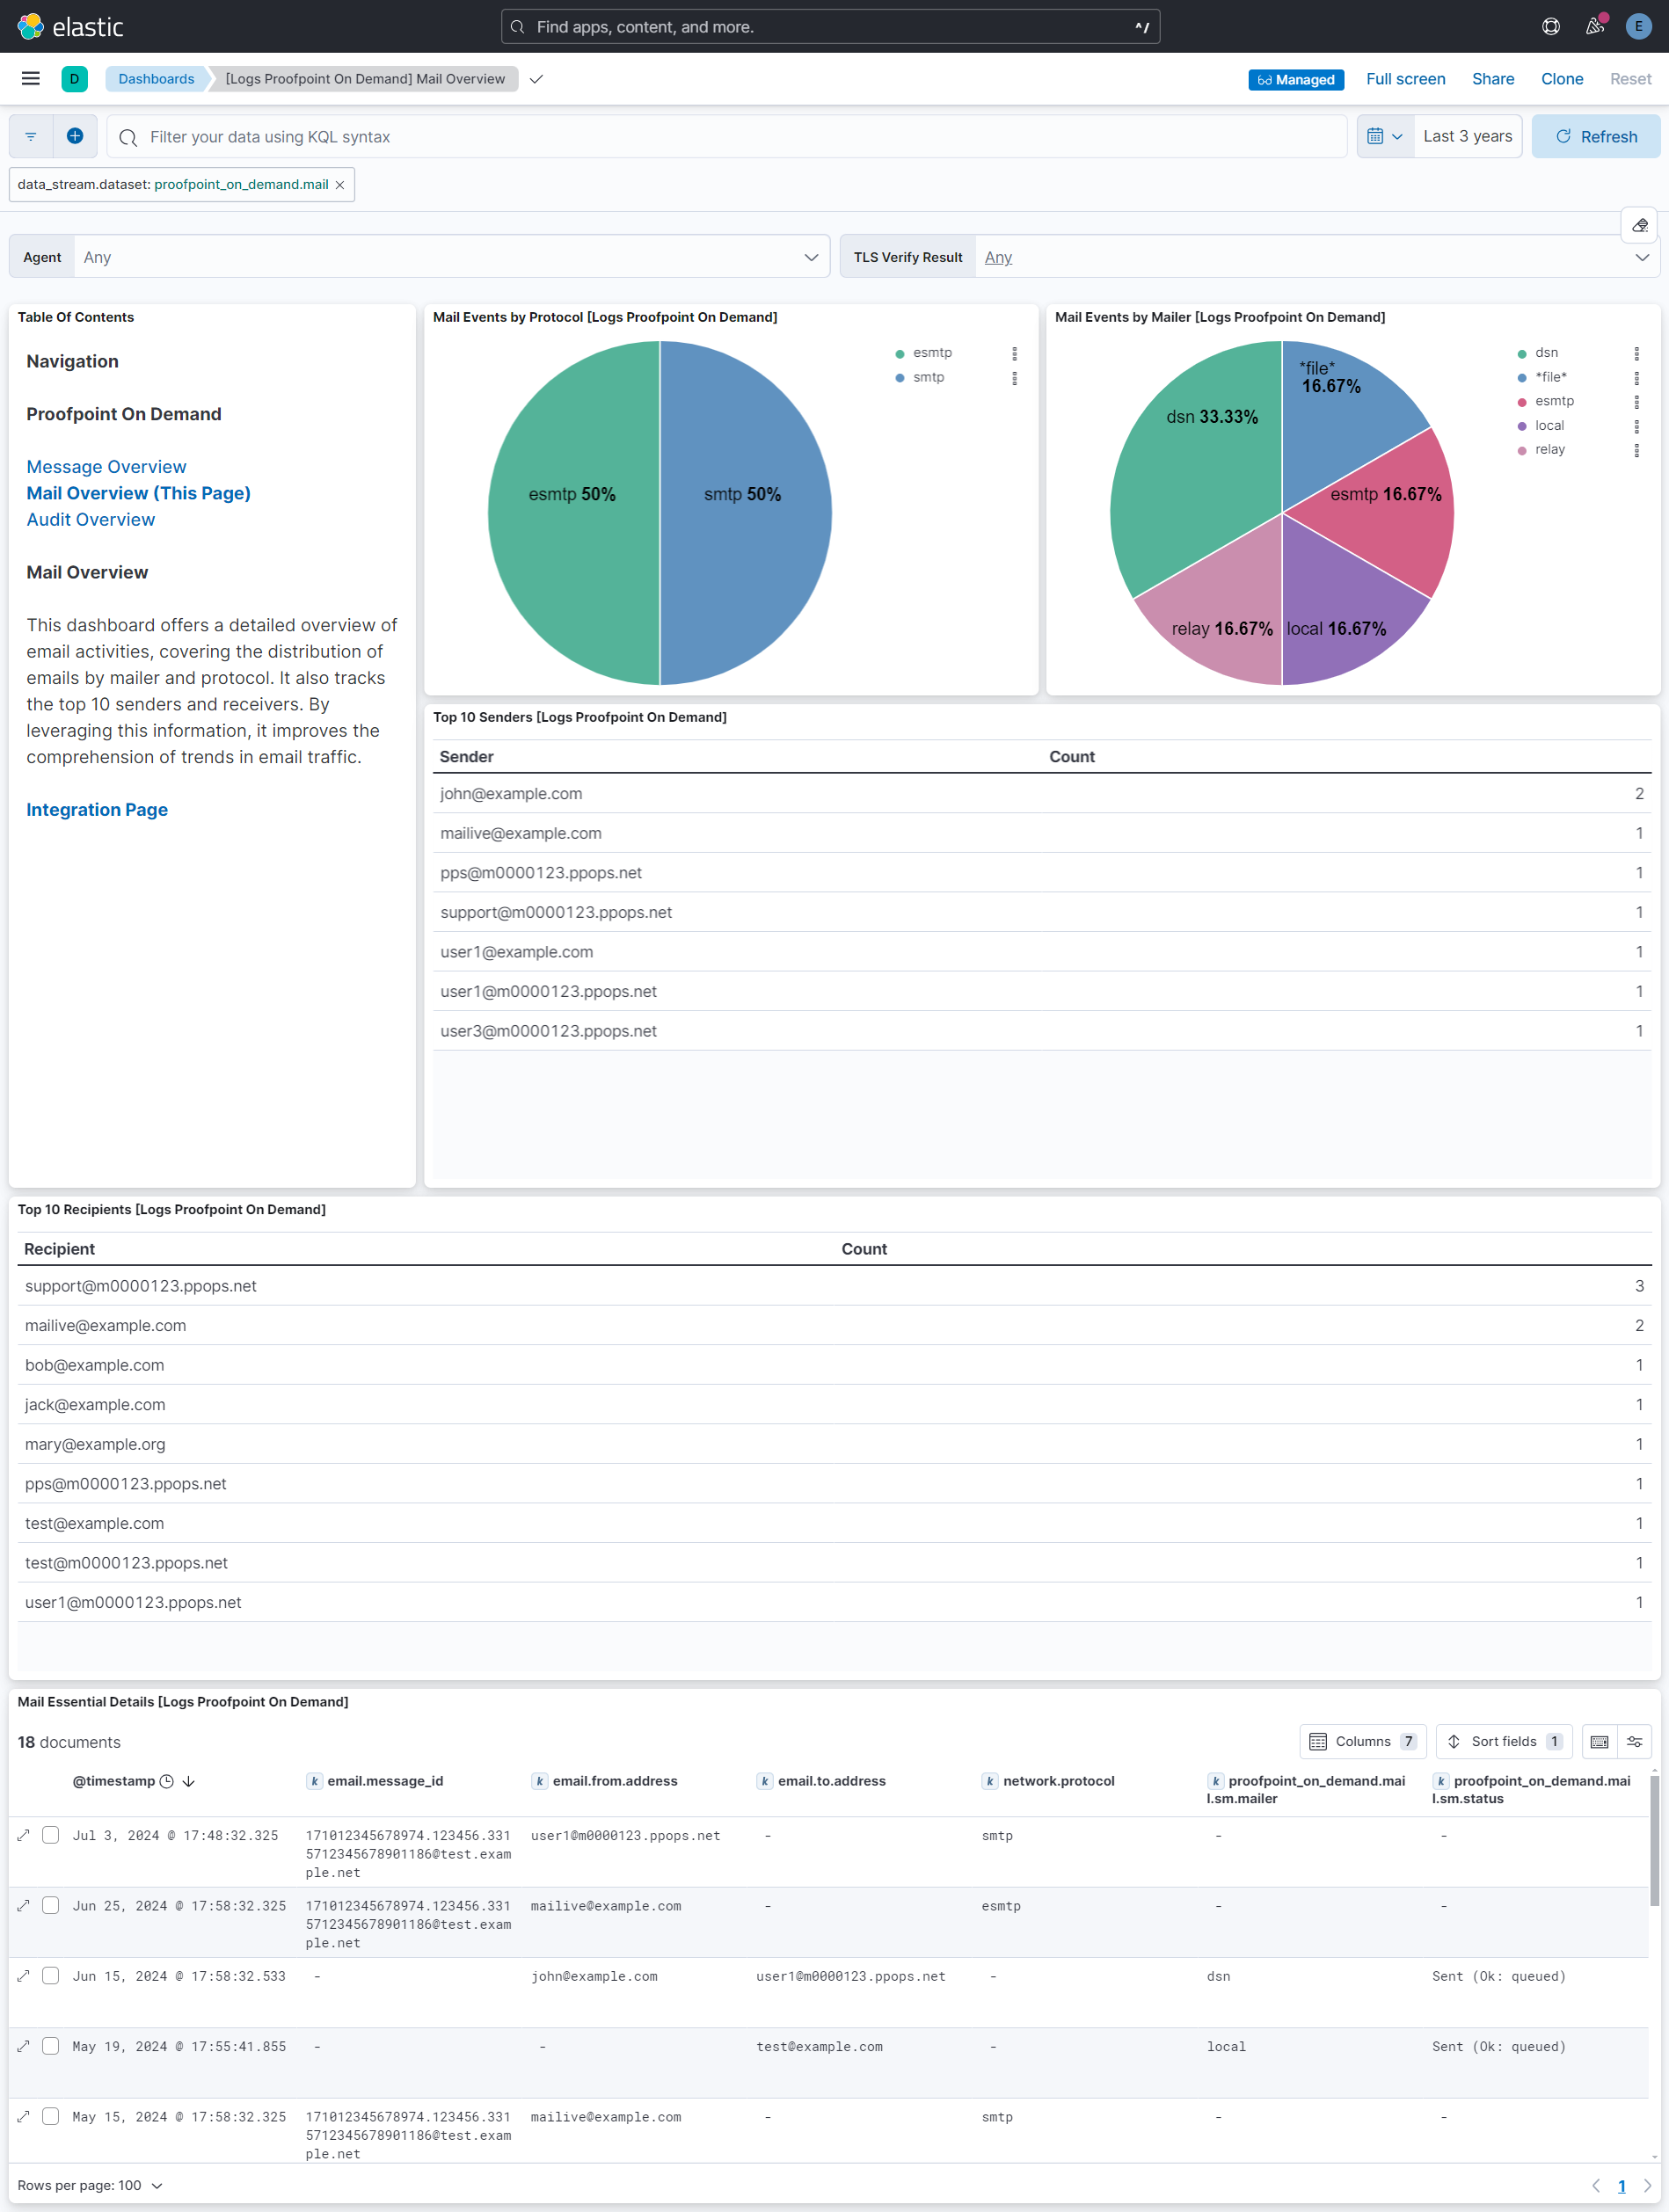 elastic
Find apps, content, and more.
^/
E
D
Dashboards
[Logs Proofpoint On Demand] Mail Overview
Managed
Full screen
Share
Clone
Reset
Filter your data using KQL syntax
Last 3 years
Refresh
data_stream.dataset: proofpoint_on_demand.mail ×
Agent
Any
TLS Verify Result
Any
Table Of Contents
Navigation
Proofpoint On Demand
Message Overview
Mail Overview (This Page)
Audit Overview
Mail Overview
This dashboard offers a detailed overview of
email activities, covering the distribution of
emails by mailer and protocol. It also tracks
the top 10 senders and receivers. By
leveraging this information, it improves the
comprehension of trends in email traffic.
Integration Page
Mail Events by Protocol [Logs Proofpoint On Demand]
esmtp 50%
smtp 50%
esmtp
smtp
Mail Events by Mailer [Logs Proofpoint On Demand]
*file*
16.67%
dsn 33.33%
esmtp 16.67%
relay 16.67%
local 16.67%
dsn
*file*
esmtp
local
relay
Top 10 Senders [Logs Proofpoint On Demand]
Sender Count
john@example.com 2
mailive@example.com 1
pps@m0000123.ppops.net 1
support@m0000123.ppops.net 1
user1@example.com 1
user1@m0000123.ppops.net 1
user3@m0000123.ppops.net 1
Top 10 Recipients [Logs Proofpoint On Demand]
Recipient Count
support@m0000123.ppops.net 3
mailive@example.com 2
bob@example.com 1
jack@example.com 1
mary@example.org 1
pps@m0000123.ppops.net 1
test@example.com 1
test@m0000123.ppops.net 1
user1@m0000123.ppops.net 1
Mail Essential Details [Logs Proofpoint On Demand]
18 documents
Columns 7
Sort fields 1
@timestamp
k email.message_id
k email.from.address
k email.to.address
k network.protocol
k proofpoint_on_demand.mai
l.sm.mailer
k proofpoint_on_demand.mai
l.sm.status
Jul 3, 2024 @ 17:48:32.325 171012345678974.123456.331 user1@m0000123.ppops.net - smtp - -
5712345678901186@test.exam
ple.net
Jun 25, 2024 @ 17:58:32.325 171012345678974.123456.331 mailive@example.com - esmtp - -
5712345678901186@test.exam
ple.net
Jun 15, 2024 @ 17:58:32.533 - john@example.com user1@m0000123.ppops.net - dsn Sent (Ok: queued)
May 19, 2024 @ 17:55:41.855 - - test@example.com - local Sent (Ok: queued)
May 15, 2024 @ 17:58:32.325 171012345678974.123456.331 mailive@example.com - smtp - -
5712345678901186@test.exam
ple.net
Rows per page: 100
1